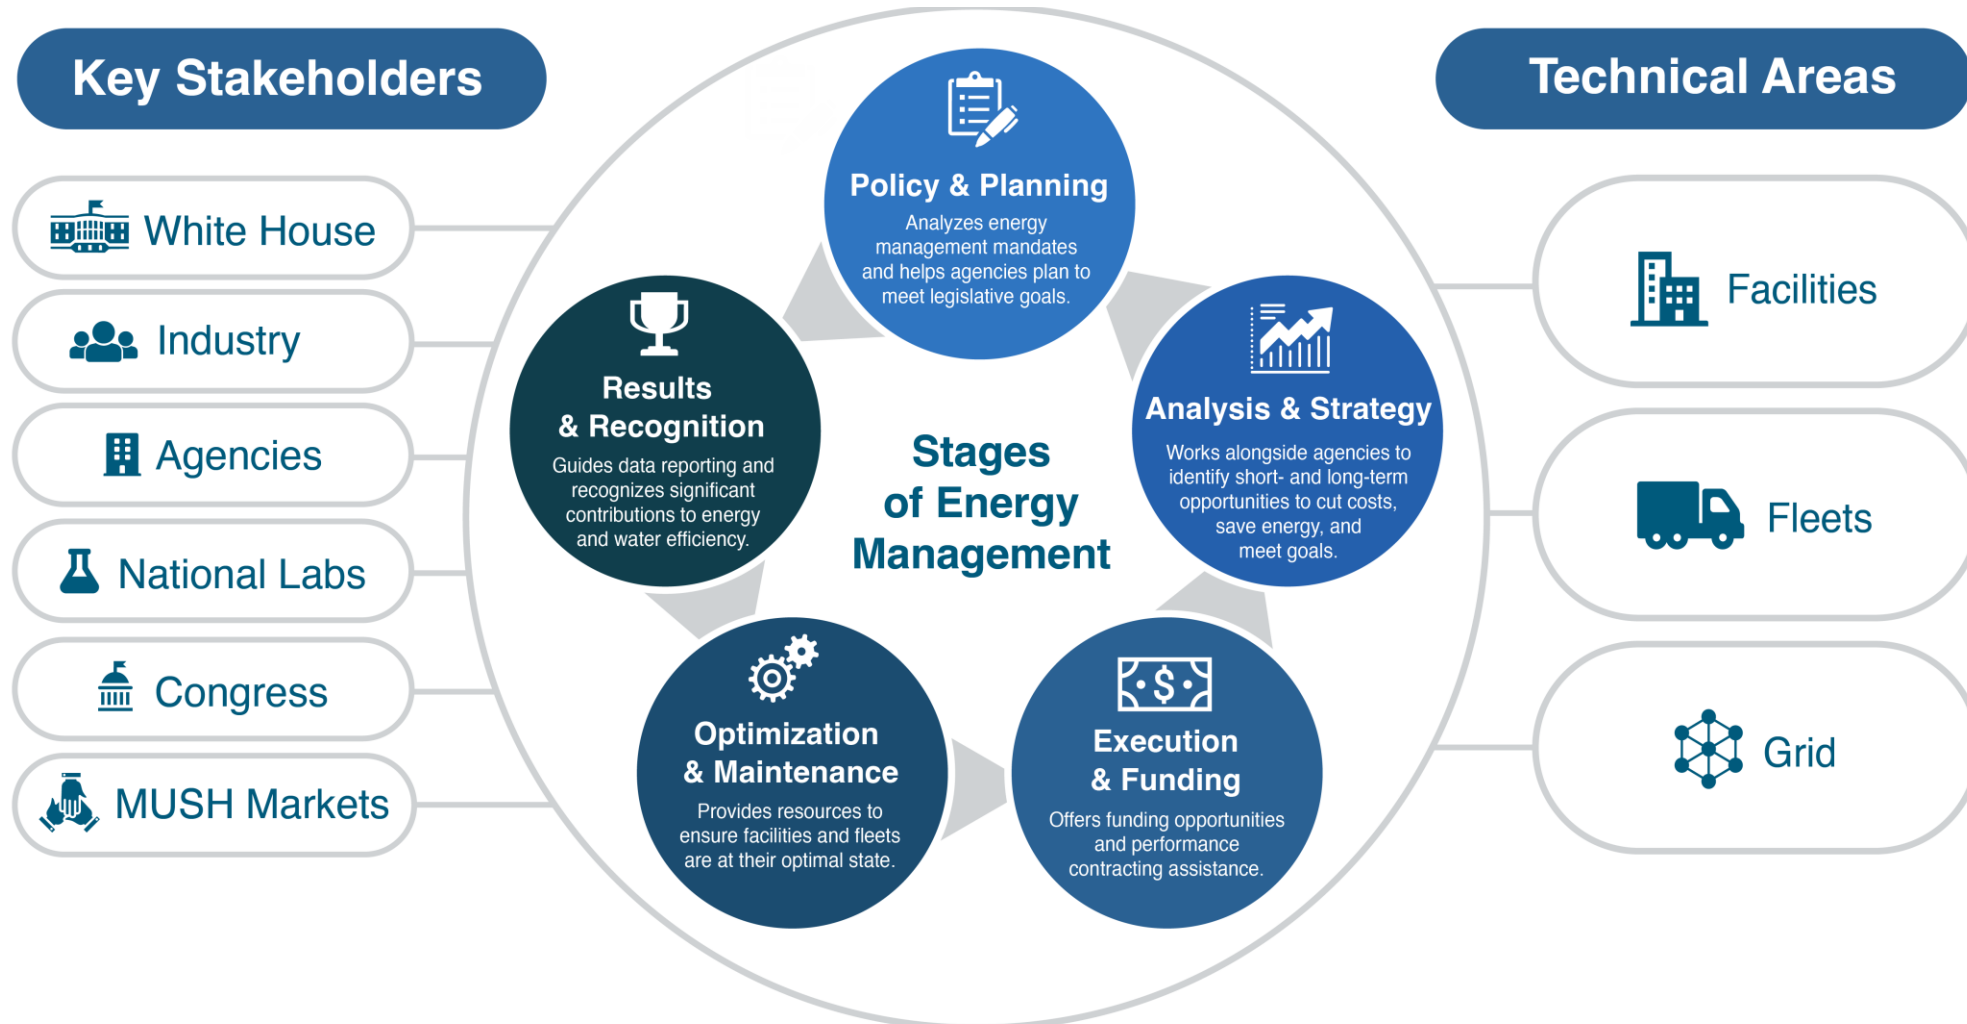 Key Stakeholders
White House
Industry
Agencies
National Labs
Congress
MUSH Markets
Policy & Planning
Analyzes energy
management mandates
and helps agencies plan to
meet legislative goals.
Results
& Recognition
Guides data reporting and
recognizes significant
contributions to energy
and water efficiency.
Stages
of Energy
Management
Analysis & Strategy
Works alongside agencies to
identify short- and long-term
opportunities to cut costs,
save energy, and
meet goals.
Optimization
& Maintenance
Provides resources to
ensure facilities and fleets
are at their optimal state.
$
Execution
& Funding
Offers funding opportunities
and performance
contracting assistance.
Technical Areas
Facilities
Fleets
Grid